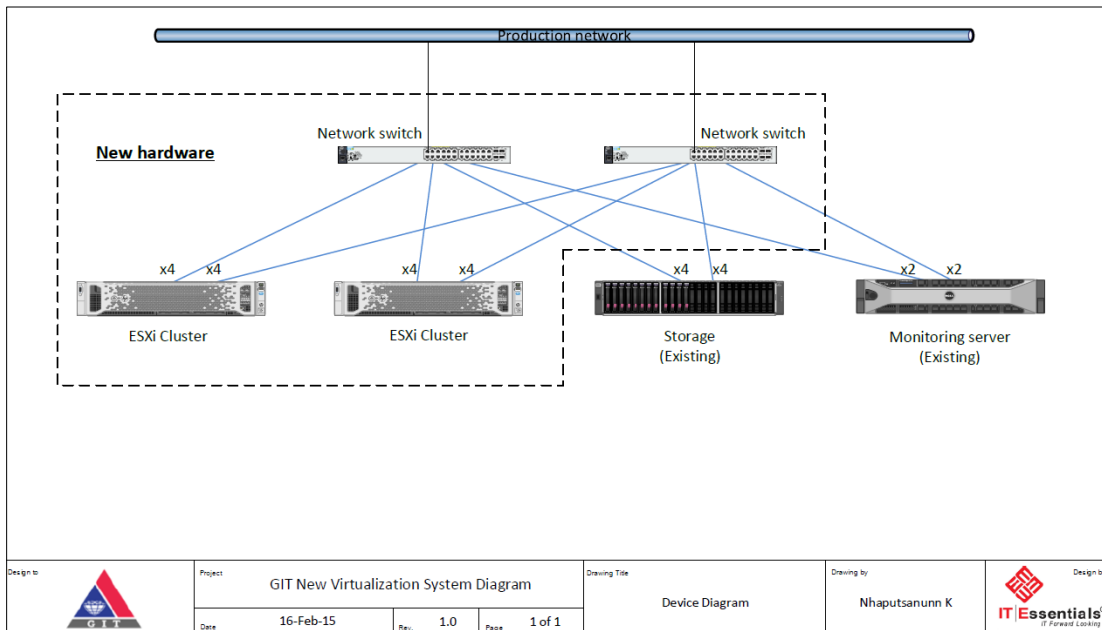 Production network
Network switch
Network switch
New hardware
x4
x4
x4
x4
x4
x4
x2
x2
ESXi Cluster
ESXi Cluster
Storage
(Existing)
Monitoring server
(Existing)
Design to
GIT
Project
GIT New Virtualization System Diagram
Date
16-Feb-15
Rev.
1.0
Page
1 of 1
Drawing Title
Device Diagram
Drawing by
Nhaputsanunn K
Design b
IT|Essentials
IT Forward Looking